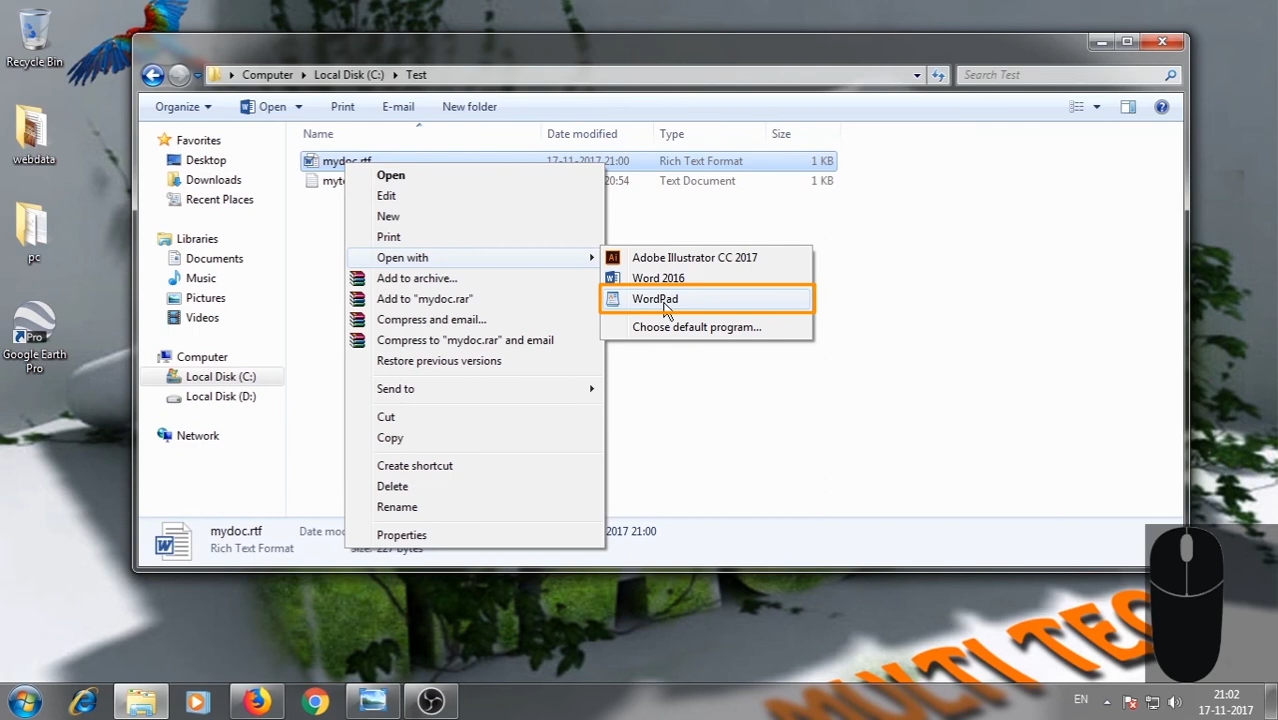 Recycle Bin
webdata
pc
Pro
Google Earth
Pro
Computer Local Disk (C:) Test
Search Test
Organize Open Print E-mail New folder
Name Date modified Type Size
Favorites
Desktop
Downloads
Recent Places
Libraries
Documents
Music
Pictures
Videos
Computer
Local Disk (C:)
Local Disk (D:)
Network
mydoc.rtf 17-11-2017 21:00 Rich Text Format 1 KB
20:54 Text Document 1 KB
Open
Edit
New
Print
Open with
Add to archive...
Add to "mydoc.rar"
Compress and email...
Compress to "mydoc.rar" and email
Restore previous versions
Send to
Cut
Copy
Create shortcut
Delete
Rename
Properties
Ai Adobe Illustrator CC 2017
Word 2016
WordPad
Choose default program...
mydoc.rtf
Rich Text Format
2017 21:00
MULTI TEC
EN
21:02
17-11-2017